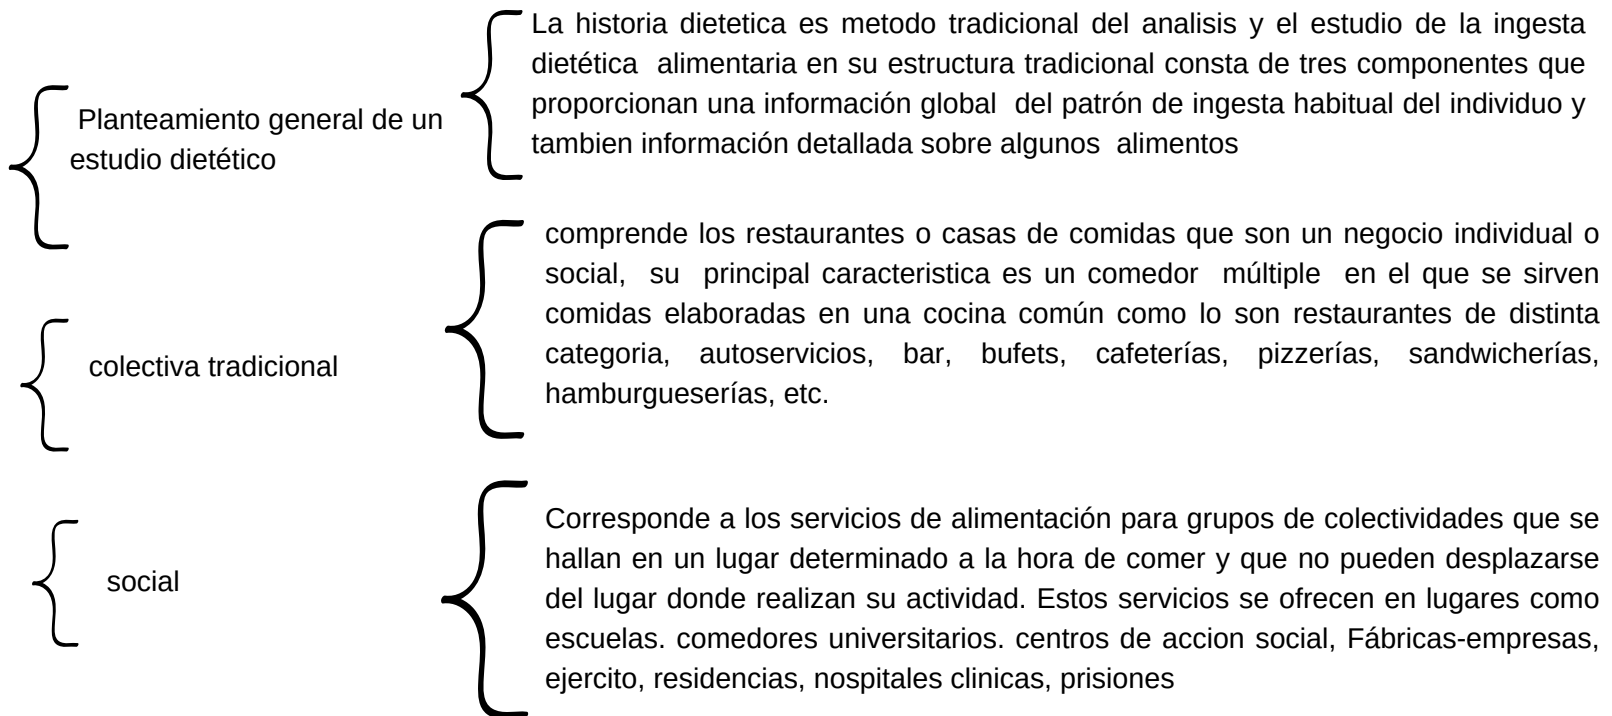 La historia dietetica es metodo tradicional del analisis y el estudio de la ingesta
dietética alimentaria en su estructura tradicional consta de tres componentes que
proporcionan una información global del patrón de ingesta habitual del individuo y
tambien información detallada sobre algunos alimentos
Planteamiento general de un
estudio dietético
comprende los restaurantes o casas de comidas que son un negocio individual o
social, su principal caracteristica es un comedor múltiple en el que se sirven
comidas elaboradas en una cocina común como lo son restaurantes de distinta
categoria, autoservicios, bar, bufets, cafeterías, pizzerías, sandwicherías,
hamburgueserías, etc.
colectiva tradicional
Corresponde a los servicios de alimentación para grupos de colectividades que se
hallan en un lugar determinado a la hora de comer y que no pueden desplazarse
del lugar donde realizan su actividad. Estos servicios se ofrecen en lugares como
escuelas. comedores universitarios. centros de accion social, Fábricas-empresas,
ejercito, residencias, nospitales clinicas, prisiones
social